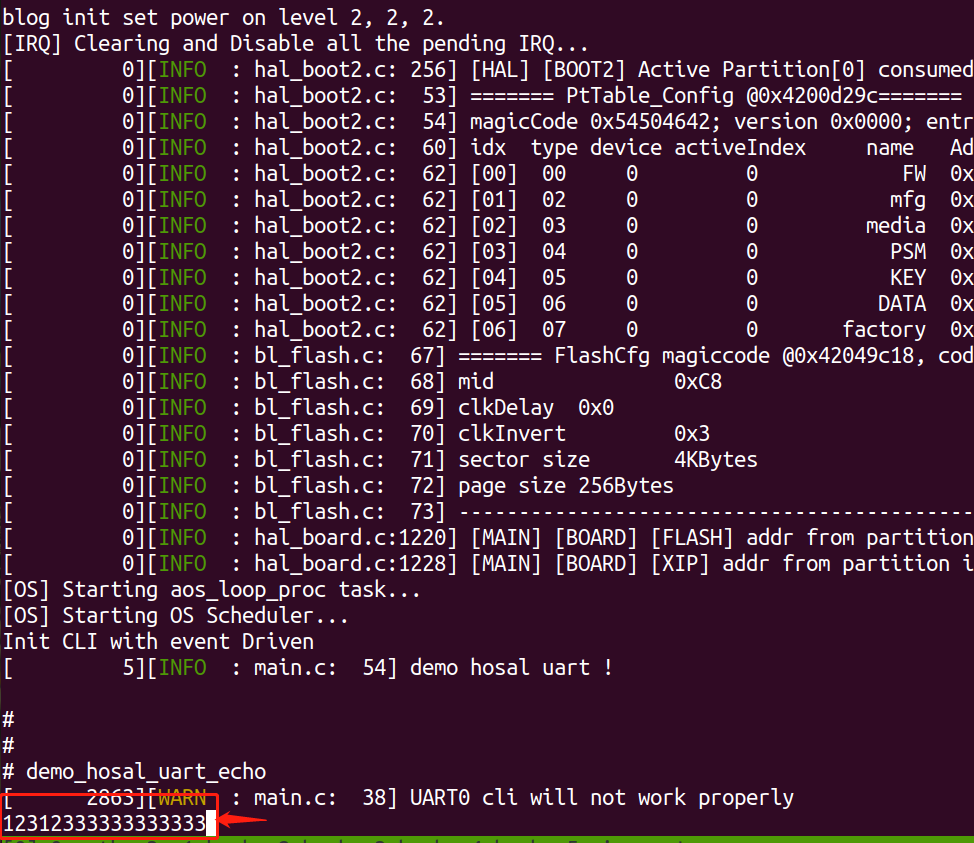 blog init set power on level 2, 2, 2.
[IRQ] Clearing and Disable all the pending IRQ...
[         0][INFO  : hal_boot2.c: 256] [HAL] [BOOT2] Active Partition[0] consumed
[         0][INFO  : hal_boot2.c:  53] ======= PtTable_Config @0x4200d29c=======
[         0][INFO  : hal_boot2.c:  54] magicCode 0x54504642; version 0x0000; entr
[         0][INFO  : hal_boot2.c:  60] idx  type device activeIndex     name   Ad
[         0][INFO  : hal_boot2.c:  62] [00]  00     0         0            FW  0x
[         0][INFO  : hal_boot2.c:  62] [01]  02     0         0           mfg  0x
[         0][INFO  : hal_boot2.c:  62] [02]  03     0         0         media  0x
[         0][INFO  : hal_boot2.c:  62] [03]  04     0         0           PSM  0x
[         0][INFO  : hal_boot2.c:  62] [04]  05     0         0           KEY  0x
[         0][INFO  : hal_boot2.c:  62] [05]  06     0         0          DATA  0x
[         0][INFO  : hal_boot2.c:  62] [06]  07     0         0       factory  0x
[         0][INFO  : bl_flash.c:  67] ======= FlashCfg magiccode @0x42049c18, cod
[         0][INFO  : bl_flash.c:  68] mid               0xC8
[         0][INFO  : bl_flash.c:  69] clkDelay  0x0
[         0][INFO  : bl_flash.c:  70] clkInvert         0x3
[         0][INFO  : bl_flash.c:  71] sector size       4KBytes
[         0][INFO  : bl_flash.c:  72] page size 256Bytes
[         0][INFO  : bl_flash.c:  73] -------------------------------------------
[         0][INFO  : hal_board.c:1220] [MAIN] [BOARD] [FLASH] addr from partition
[         0][INFO  : hal_board.c:1228] [MAIN] [BOARD] [XIP] addr from partition i
[OS] Starting aos_loop_proc task...
[OS] Starting OS Scheduler...
Init CLI with event Driven
[         5][INFO  : main.c:  54] demo hosal uart !
#
#
# demo_hosal_uart_echo
[      2863][WARN  : main.c:  38] UART0 cli will not work properly
12312333333333333